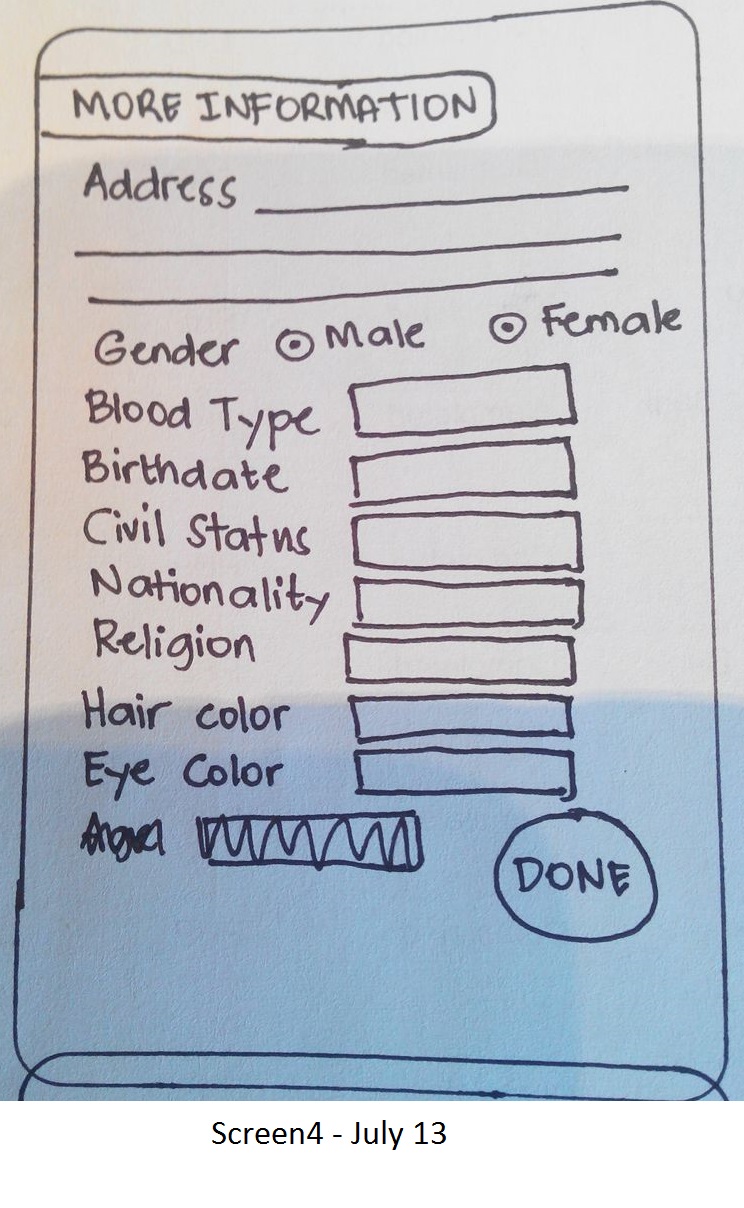 MORE INFORMATION
Address
Gender Male Female
Blood Type
Birthdate
Civil Status
Nationality
Religion
Hair color
Eye Color
DONE
Screen4 - July 13